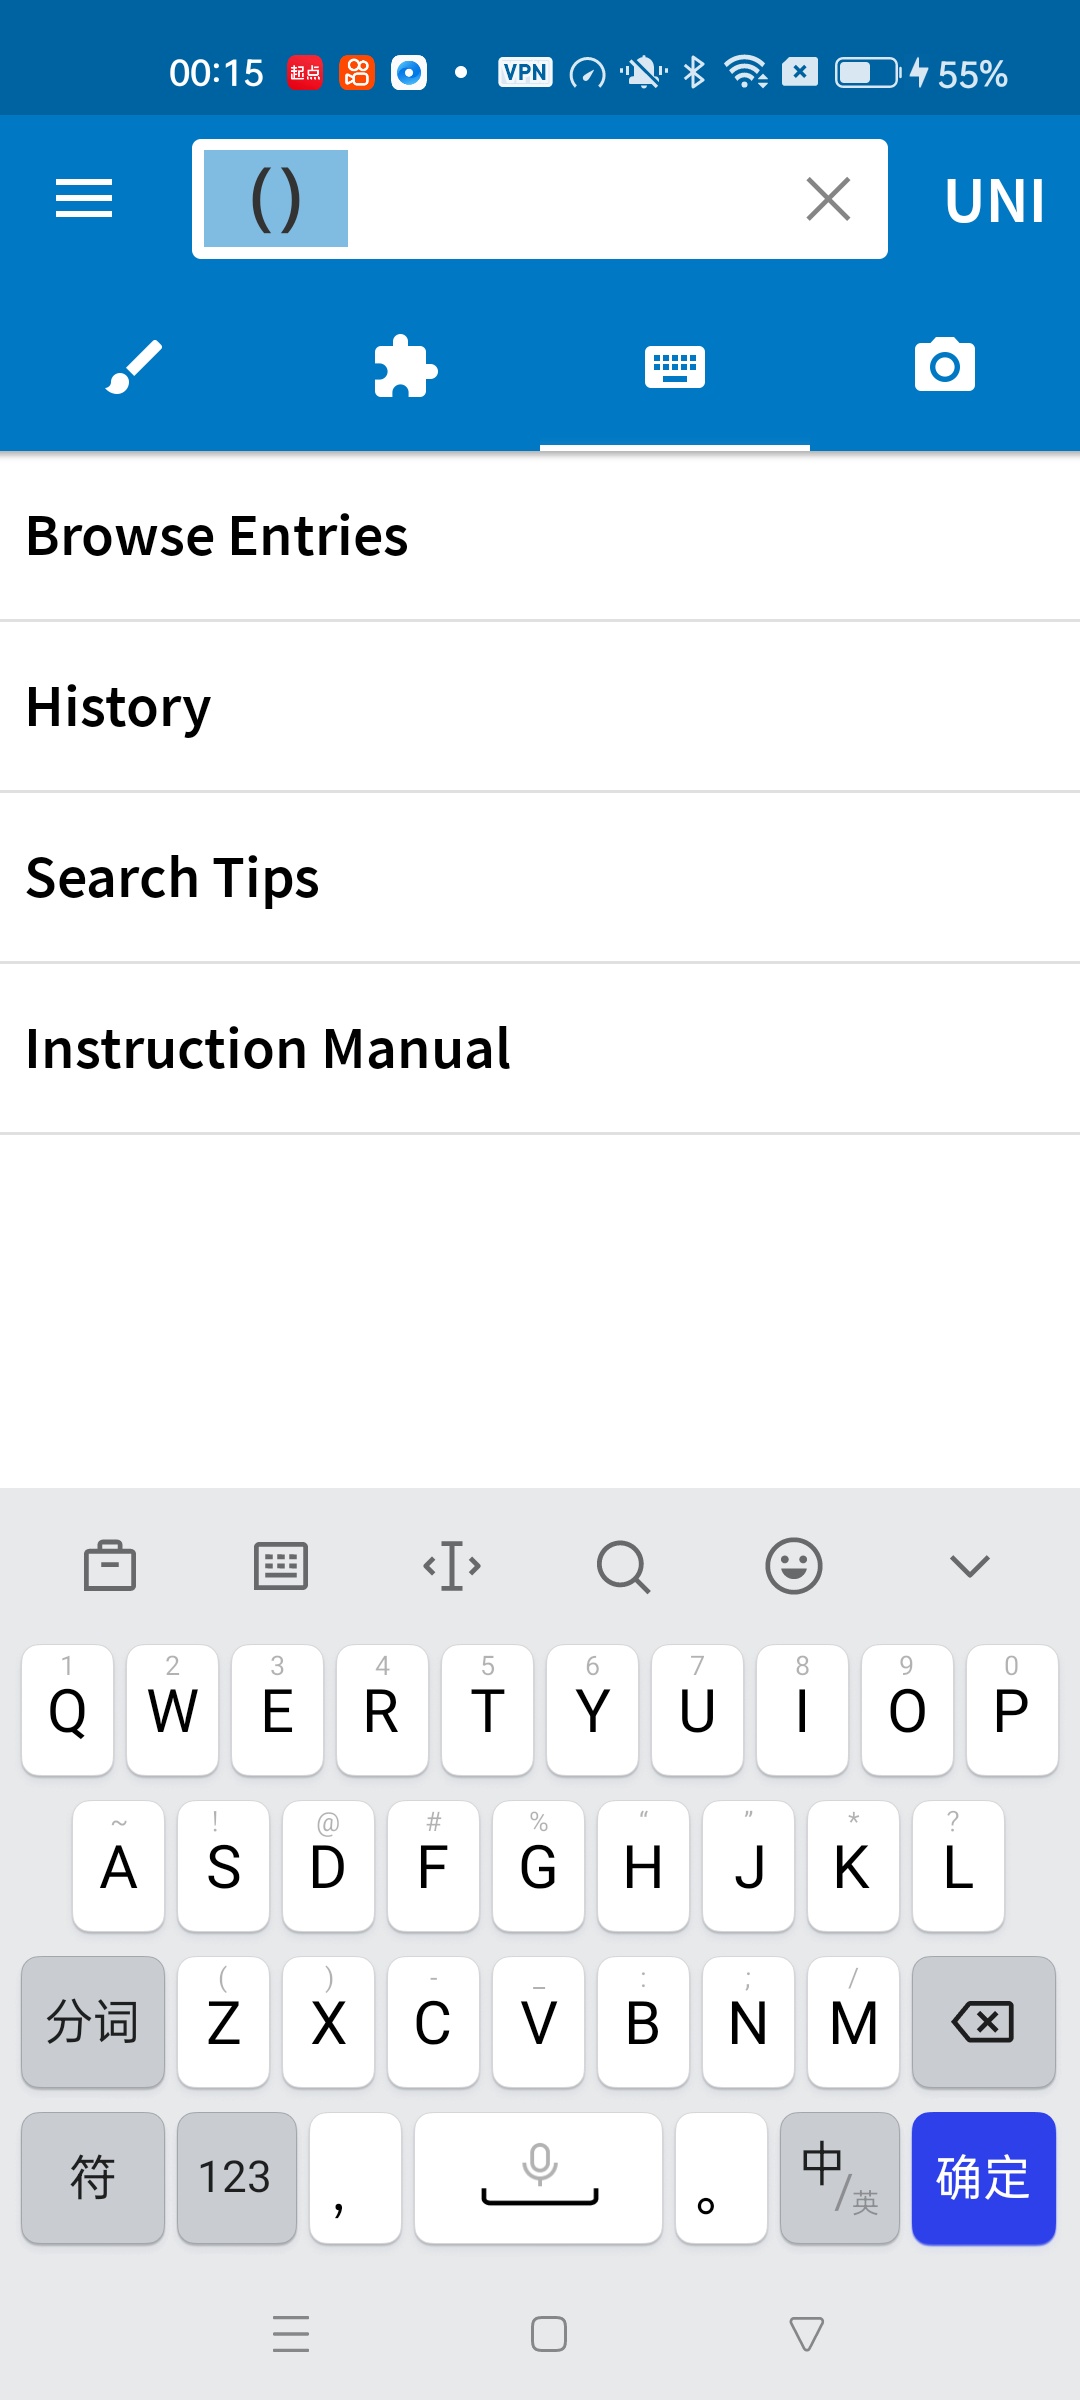 00:15 起点 VPN 55%
() UNI
Browse Entries
History
Search Tips
Instruction Manual
1 2 3 4 5 6 7 8 9 0
Q W E R T Y U I O P
~ ! @ # % “ ” * ?
A S D F G H J K L
( ) - _ : ; /
分词 Z X C V B N M
符 123 , 。 中/英 确定